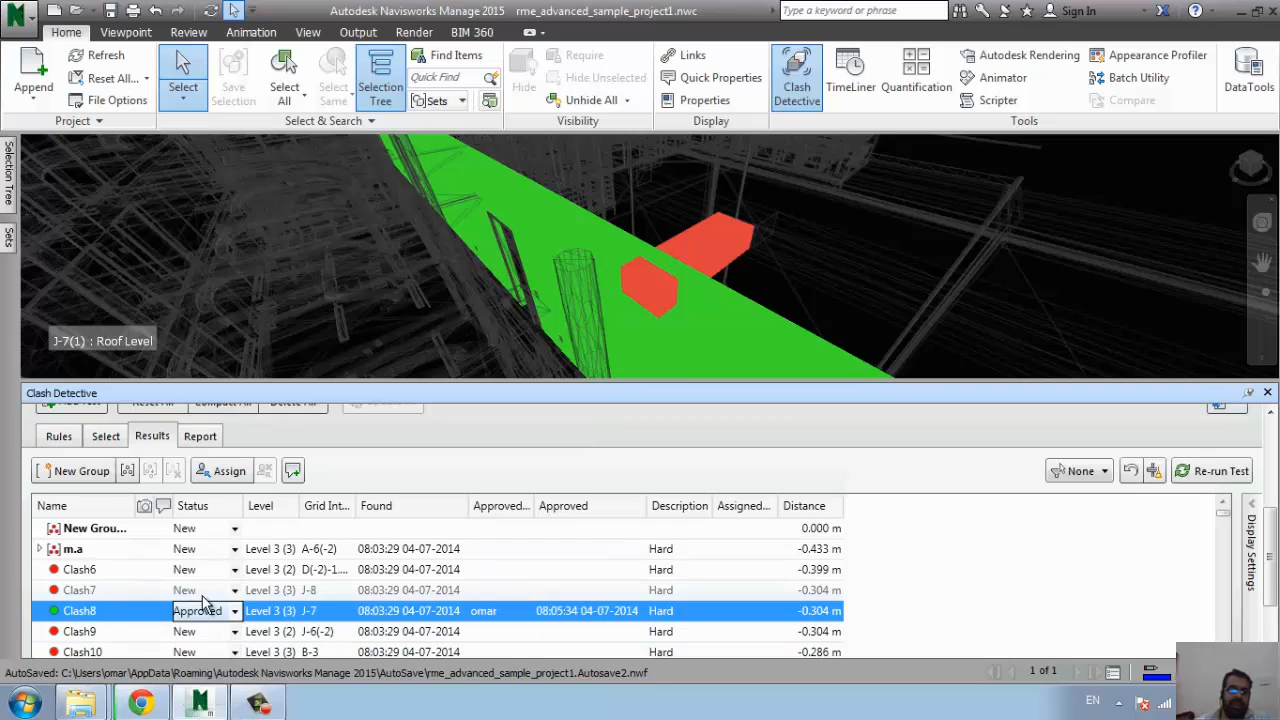 Autodesk Navisworks Manage 2015 rme_advanced_sample_project1.nwc
Type a keyword or phrase
Sign In
Home Viewpoint Review Animation View Output Render BIM 360
Append
Refresh
Reset All...
File Options
Project
Select
Save Selection
Select All
Select Same
Selection Tree
Find Items
Quick Find
Sets
Select & Search
Hide
Require
Hide Unselected
Unhide All
Visibility
Links
Quick Properties
Properties
Display
Clash Detective
TimeLiner
Quantification
Autodesk Rendering
Animator
Scripter
Appearance Profiler
Batch Utility
Compare
DataTools
Tools
Selection Tree
Sets
J-7(1) : Roof Level
Clash Detective
Rules Select Results Report
New Group Assign None Re-run Test
Name Status Level Grid Int... Found Approved... Approved Description Assigned... Distance
New Grou... New 0.000 m
m.a New Level 3 (3) A-6(-2) 08:03:29 04-07-2014 Hard -0.433 m
Clash6 New Level 3 (2) D(-2)-1.... 08:03:29 04-07-2014 Hard -0.399 m
Clash7 New Level 3 (3) J-8 08:03:29 04-07-2014 Hard -0.304 m
Clash8 Approved Level 3 (3) J-7 08:03:29 04-07-2014 omar 08:05:34 04-07-2014 Hard -0.304 m
Clash9 New Level 3 (2) J-6(-2) 08:03:29 04-07-2014 Hard -0.304 m
Clash10 New Level 3 (3) B-3 08:03:29 04-07-2014 Hard -0.286 m
Display Settings
AutoSaved: C:\Users\omar\AppData\Roaming\Autodesk Navisworks Manage 2015\AutoSave\rme_advanced_sample_project1.Autosave2.nwf
1 of 1
EN